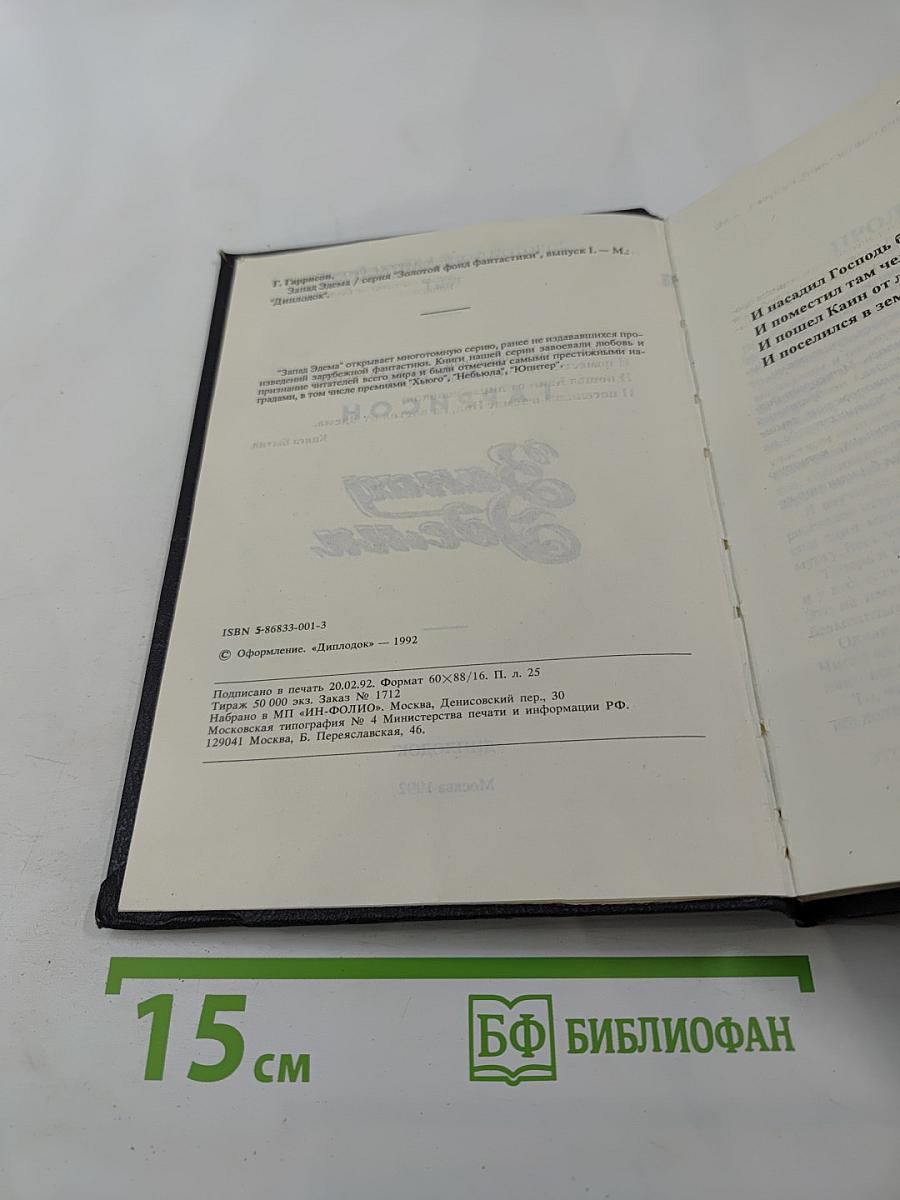 Г. Гаррисон.
Запад Эдема / серия "Золотой фонд фантастики", выпуск I. — М.:
"Диплодок".
"Запад Эдема" открывает многотомную серию, ранее не издававшихся про-
изведений зарубежной фантастики. Книги нашей серии завоевали любовь и
признание читателей всего мира и были отмечены самыми престижными на-
градами, в том числе премиями "Хьюго", "Небьюла", "Юпитер".
ISBN 5-86833-001-3
© Оформление. «Диплодок» — 1992
Подписано в печать 20.02.92. Формат 60×88/16. П. л. 25
Тираж 50 000 экз. Заказ № 1712
Набрано в МП «ИН-ФОЛИО». Москва, Денисовский пер., 30
Московская типография № 4 Министерства печати и информации РФ.
129041 Москва, Б. Переяславская, 46.
И насадил Господь
И поместил там
И пошел Каин от
И поселился в
15 см
БФ БИБЛИОФАН